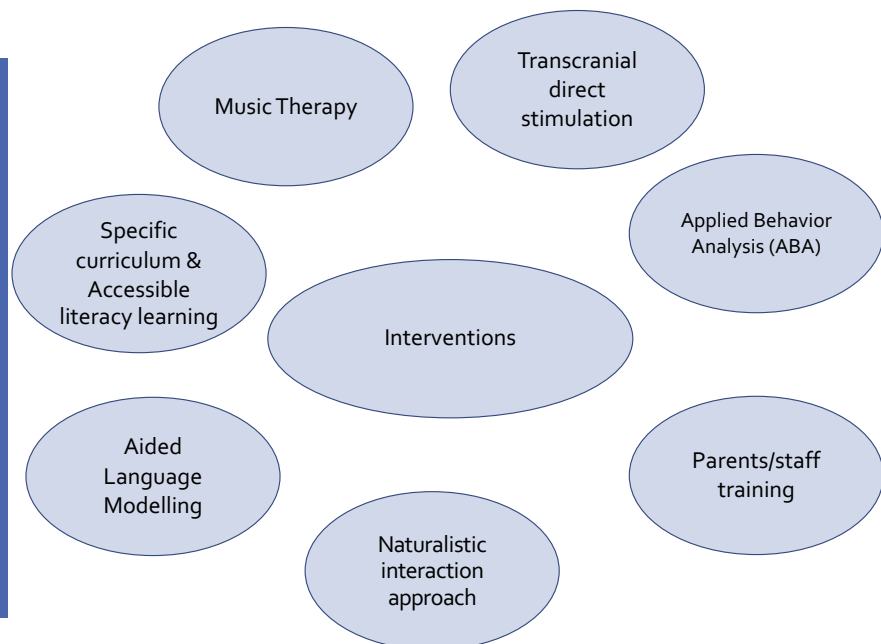 Music Therapy
Transcranial
direct
stimulation
Specific
curriculum &
Accessible
literacy learning
Applied Behavior
Analysis (ABA)
Interventions
Aided
Language
Modelling
Parents/staff
training
Naturalistic
interaction
approach